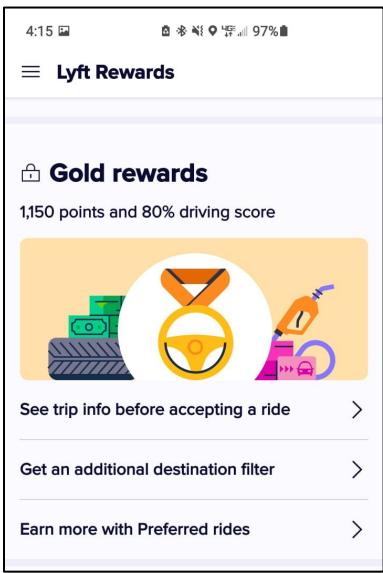 4:15 4GE 97%
Lyft Rewards
Gold rewards
1,150 points and 80% driving score
See trip info before accepting a ride
Get an additional destination filter
Earn more with Preferred rides